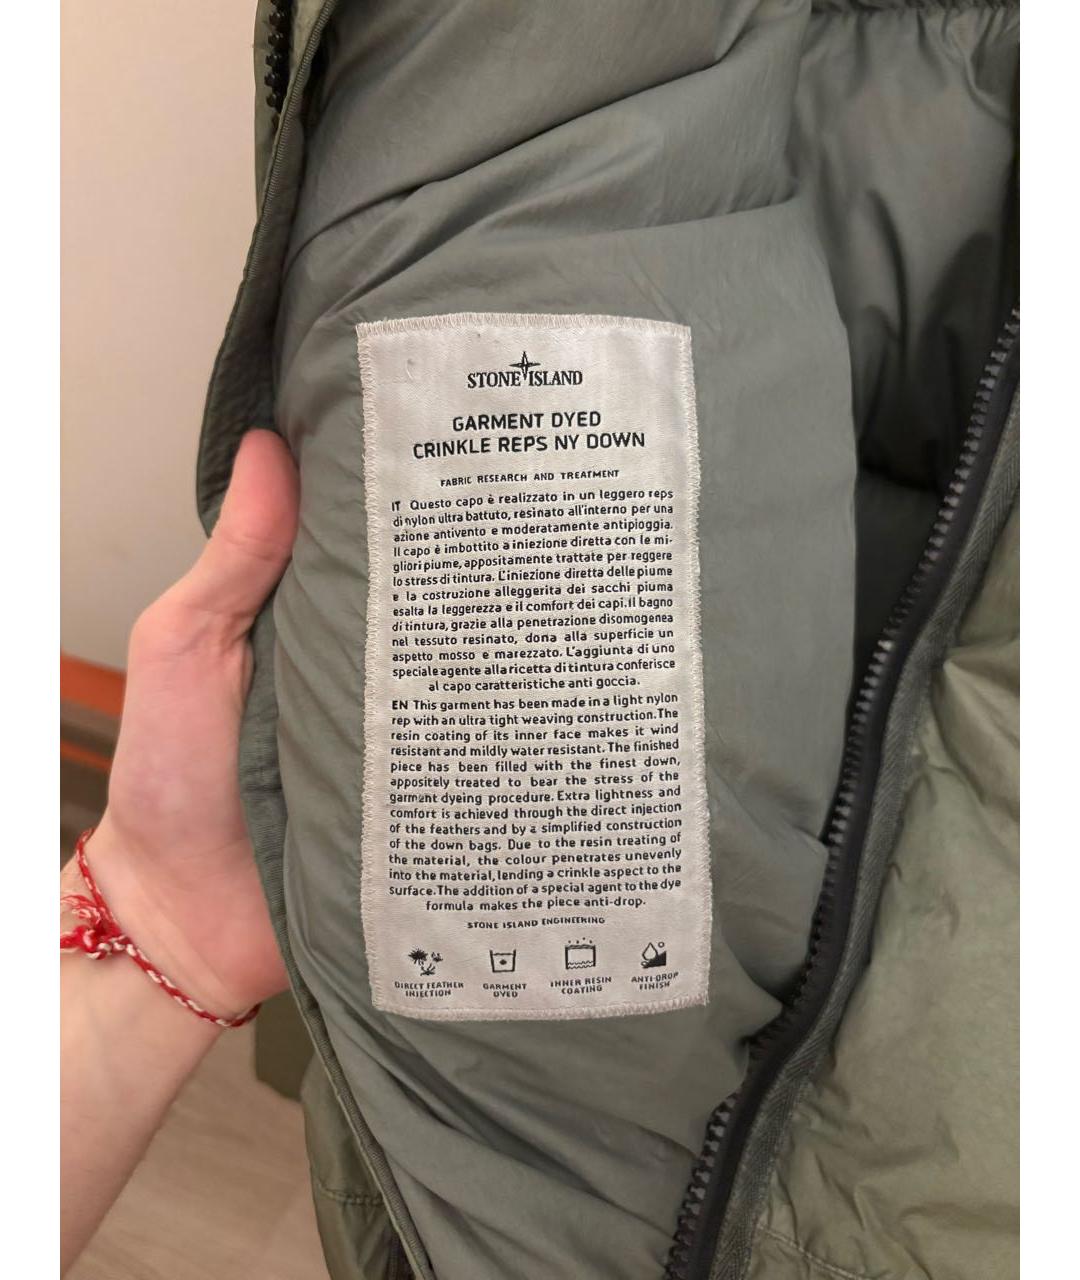 STONE ISLAND
GARMENT DYED
CRINKLE REPS NY DOWN
FABRIC RESEARCH AND TREATMENT
IT Questo capo è realizzato in un leggero reps
di nylon ultra battuto, resinato all'interno per una
azione antivento e moderatamente antipioggia.
Il capo è imbottito a iniezione diretta con le mi-
gliori piume, appositamente trattate per reggere
lo stress di tintura. L'iniezione diretta delle piume
e la costruzione alleggerita dei sacchi piuma
esalta la leggerezza e il comfort dei capi. Il bagno
di tintura, grazie alla penetrazione disomogenea
nel tessuto resinato, dona alla superficie un
aspetto mosso e marezzato. L'aggiunta di uno
speciale agente alla ricetta di tintura conferisce
al capo caratteristiche anti goccia.
EN This garment has been made in a light nylon
rep with an ultra tight weaving construction. The
resin coating of its inner face makes it wind
resistant and mildly water resistant. The finished
piece has been filled with the finest down,
appositely treated to bear the stress of the
garment dyeing procedure. Extra lightness and
comfort is achieved through the direct injection
of the feathers and by a simplified construction
of the down bags. Due to the resin treating of
the material, the colour penetrates unevenly
into the material, lending a crinkle aspect to the
surface. The addition of a special agent to the dye
formula makes the piece anti-drop.
STONE ISLAND ENGINEERING
DIRECT FEATHER
INJECTION
GARMENT
DYED
INNER RESIN
COATING
ANTI-DROP
FINISH